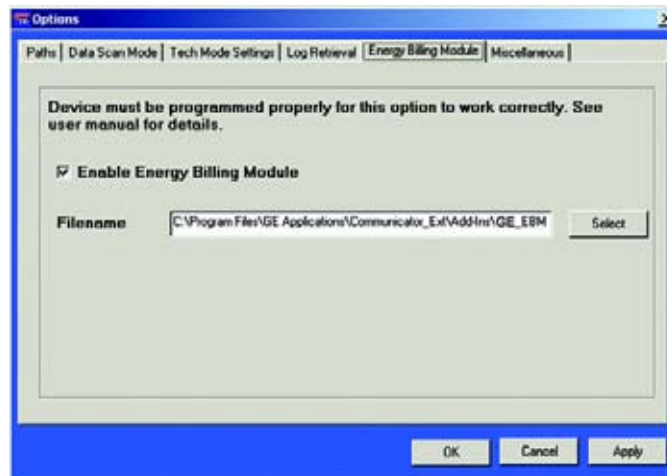 Options
Paths Data Scan Mode Tech Mode Settings Log Retrieval Energy Billing Module Miscellaneous
Device must be programmed properly for this option to work correctly. See
user manual for details.
Enable Energy Billing Module
Filename C:\Program Files\GE Applications\Communicator_Ext\Add-Ins\GE_EBM Select
OK Cancel Apply